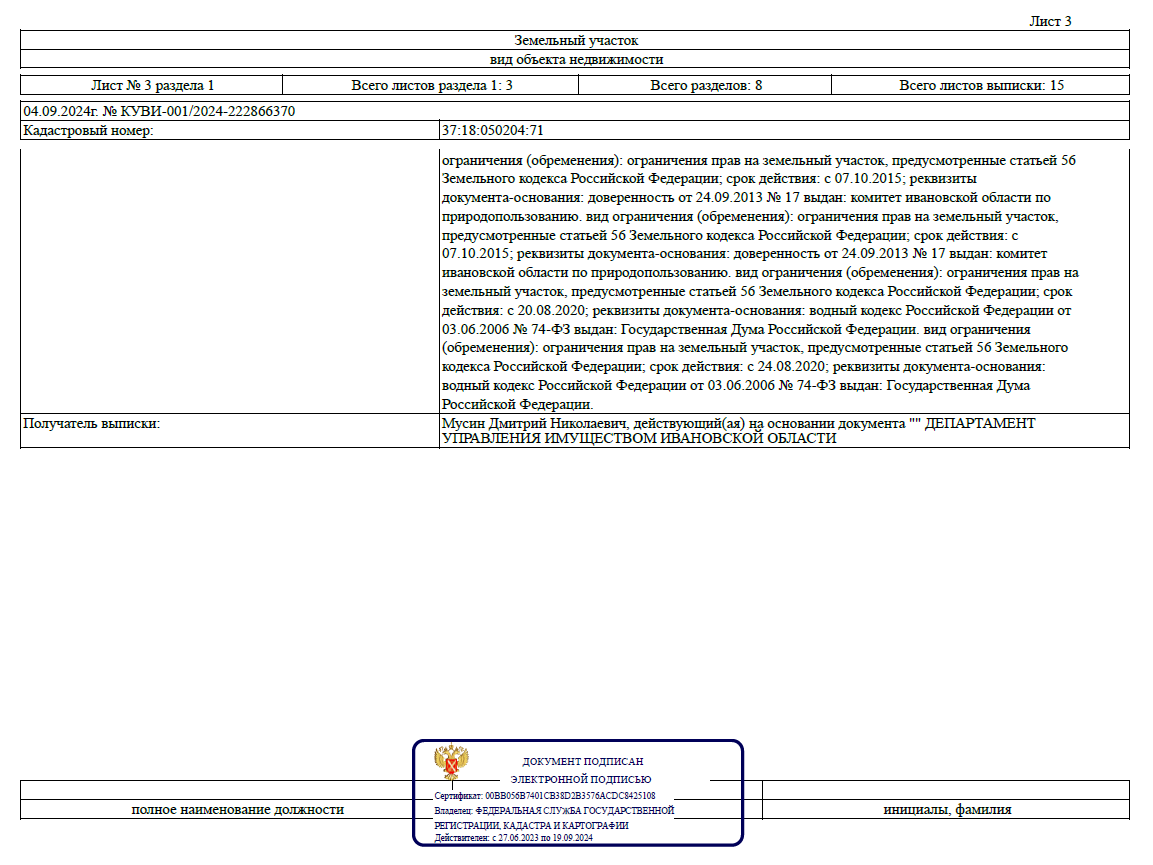 Лист 3
Земельный участок
вид объекта недвижимости
Лист № 3 раздела 1 Всего листов раздела 1: 3 Всего разделов: 8 Всего листов выписки: 15
04.09.2024г. № КУВИ-001/2024-222866370
Кадастровый номер: 37:18:050204:71
ограничения (обременения): ограничения прав на земельный участок, предусмотренные статьей 56
Земельного кодекса Российской Федерации; срок действия: с 07.10.2015; реквизиты
документа-основания: доверенность от 24.09.2013 № 17 выдан: комитет ивановской области по
природопользованию. вид ограничения (обременения): ограничения прав на земельный участок,
предусмотренные статьей 56 Земельного кодекса Российской Федерации; срок действия: с
07.10.2015; реквизиты документа-основания: доверенность от 24.09.2013 № 17 выдан: комитет
ивановской области по природопользованию. вид ограничения (обременения): ограничения прав на
земельный участок, предусмотренные статьей 56 Земельного кодекса Российской Федерации; срок
действия: с 20.08.2020; реквизиты документа-основания: водный кодекс Российской Федерации от
03.06.2006 № 74-ФЗ выдан: Государственная Дума Российской Федерации. вид ограничения
(обременения): ограничения прав на земельный участок, предусмотренные статьей 56 Земельного
кодекса Российской Федерации; срок действия: с 24.08.2020; реквизиты документа-основания:
водный кодекс Российской Федерации от 03.06.2006 № 74-ФЗ выдан: Государственная Дума
Российской Федерации.
Получатель выписки: Мусин Дмитрий Николаевич, действующий(ая) на основании документа "" ДЕПАРТАМЕНТ
УПРАВЛЕНИЯ ИМУЩЕСТВОМ ИВАНОВСКОЙ ОБЛАСТИ
ДОКУМЕНТ ПОДПИСАН
ЭЛЕКТРОННОЙ ПОДПИСЬЮ
Сертификат: 00BB056B7401CB38D2B3576ACDC8425108
Владелец: ФЕДЕРАЛЬНАЯ СЛУЖБА ГОСУДАРСТВЕННОЙ
РЕГИСТРАЦИИ, КАДАСТРА И КАРТОГРАФИИ
Действителен: с 27.06.2023 по 19.09.2024
полное наименование должности инициалы, фамилия